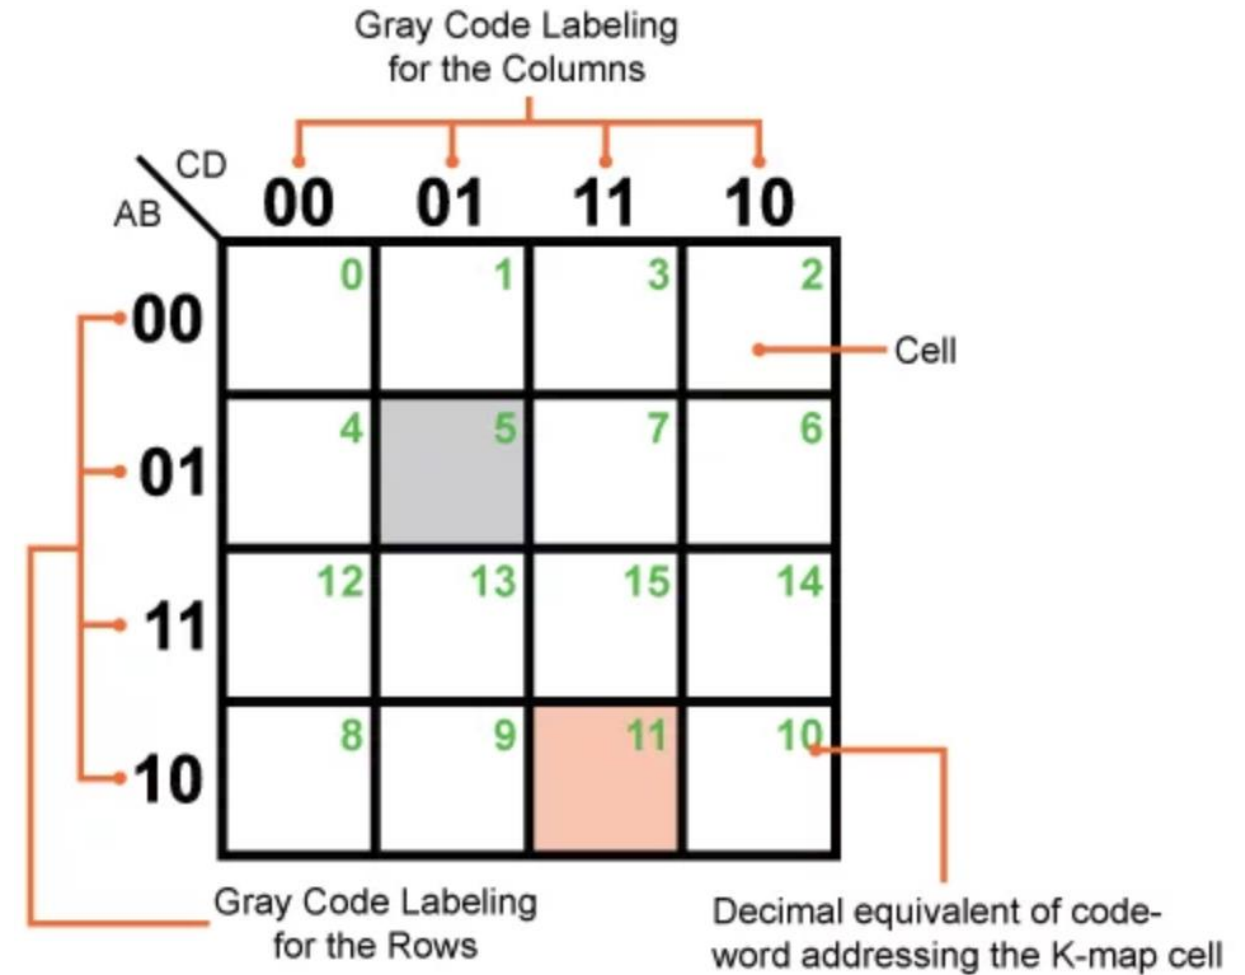 Gray Code Labeling
for the Columns
CD
AB
00 01 11 10
00
0 1 3 2
Cell
01
4 5 7 6
11
12 13 15 14
10
8 9 11 10
Gray Code Labeling
for the Rows
Decimal equivalent of code-
word addressing the K-map cell